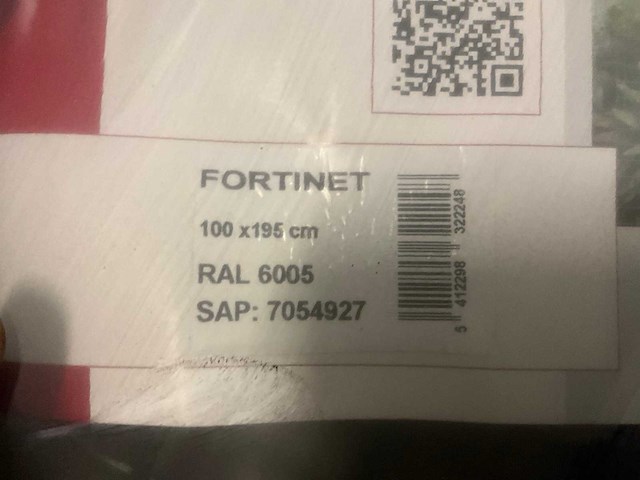 FORTINET
100 x195 cm
RAL 6005
SAP: 7054927
5 412298 322248